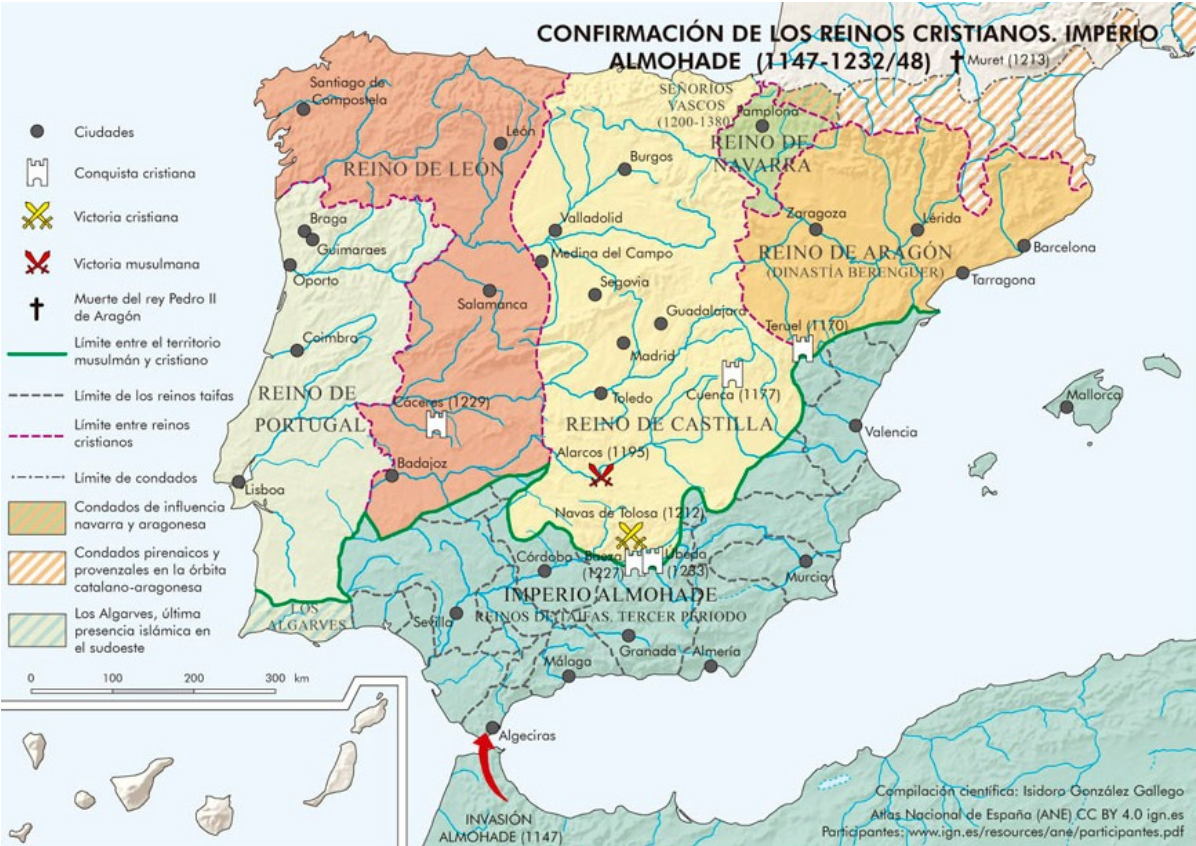 CONFIRMACIÓN DE LOS REINOS CRISTIANOS. IMPERIO
ALMOHADE (1147-1232/48)
Muret (1213)
Ciudades
Conquista cristiana
Victoria cristiana
Victoria musulmana
Muerte del rey Pedro II
de Aragón
Límite entre el territorio
musulmán y cristiano
Límite de los reinos taifas
Límite entre reinos
cristianos
Límite de condados
Condados de influencia
navarra y aragonesa
Condados pirenaicos y
provenzales en la órbita
catalano-aragonesa
Los Algarves, última
presencia islámica en
el sudoeste
0 100 200 300 km
Santiago de
Compostela
León
REINO DE LEÓN
SEÑORIOS
VASCOS
(1200-1380)
Pamplona
REINO DE
NAVARRA
Burgos
Braga
Guimaraes
Oporto
Valladolid
Medina del Campo
Zaragoza
Lérida
REINO DE ARAGÓN
(DINASTÍA BERENGUER)
Barcelona
Tarragona
Salamanca
Segovia
Guadalajara
Teruel (1170)
Coimbra
Madrid
REINO DE
PORTUGAL
Cáceres (1229)
Toledo
Cuenca (1177)
REINO DE CASTILLA
Mallorca
Valencia
Alarcos (1195)
Lisboa
Badajoz
Navas de Tolosa (1212)
Córdoba
Baeza
(1227)
Úbeda
(1233)
Murcia
IMPERIO ALMOHADE
REINOS DE TAIFAS. TERCER PERIODO
LOS
ALGARVES
Sevilla
Granada
Almería
Málaga
Algeciras
INVASIÓN
ALMOHADE (1147)
Compilación científica: Isidoro González Gallego
Atlas Nacional de España (ANE) CC BY 4.0 ign.es
Participantes: www.ign.es/resources/ane/participantes.pdf